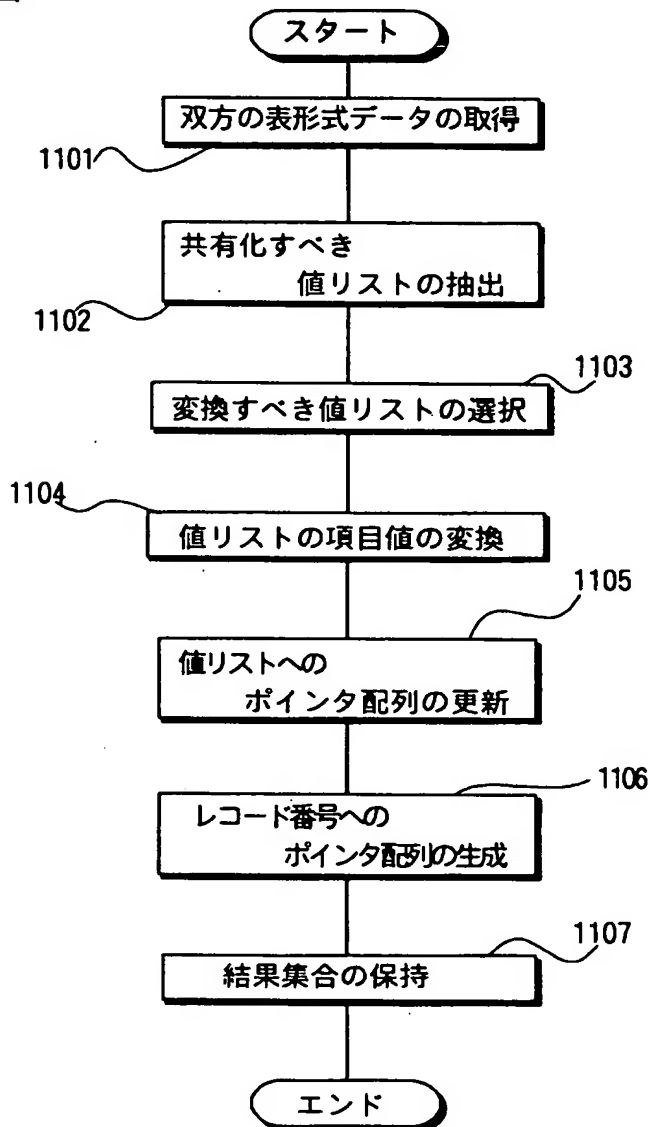 スタート
双方の表形式データの取得
1101
共有化すべき
値リストの抽出
1102
1103
変換すべき値リストの選択
1104
値リストの項目値の変換
1105
値リストへの
ポインタ配列の更新
1106
レコード番号への
ポインタ配列の生成
1107
結果集合の保持
エンド